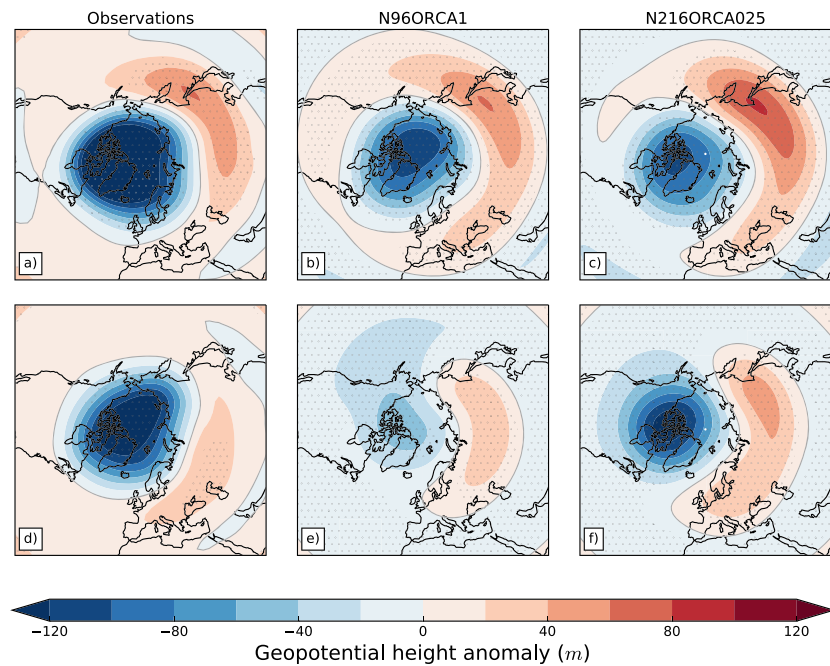 Observations N96ORCA1 N216ORCA025
a) b) c)
d) e) f)
−120 −80 −40 0 40 80 120
Geopotential height anomaly (m)